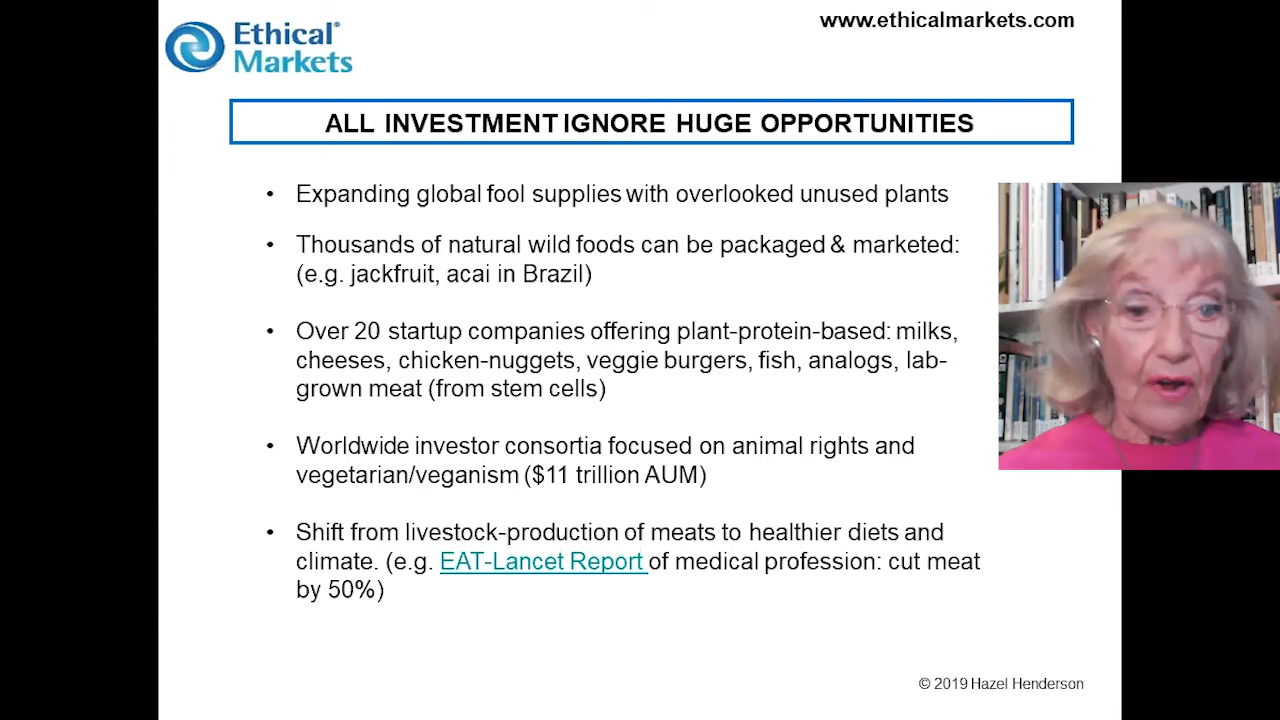 Ethical®
Markets
www.ethicalmarkets.com
ALL INVESTMENT IGNORE HUGE OPPORTUNITIES
• Expanding global fool supplies with overlooked unused plants
• Thousands of natural wild foods can be packaged & marketed:
(e.g. jackfruit, acai in Brazil)
• Over 20 startup companies offering plant-protein-based: milks,
cheeses, chicken-nuggets, veggie burgers, fish, analogs, lab-
grown meat (from stem cells)
• Worldwide investor consortia focused on animal rights and
vegetarian/veganism ($11 trillion AUM)
• Shift from livestock-production of meats to healthier diets and
climate. (e.g. EAT-Lancet Report of medical profession: cut meat
by 50%)
© 2019 Hazel Henderson